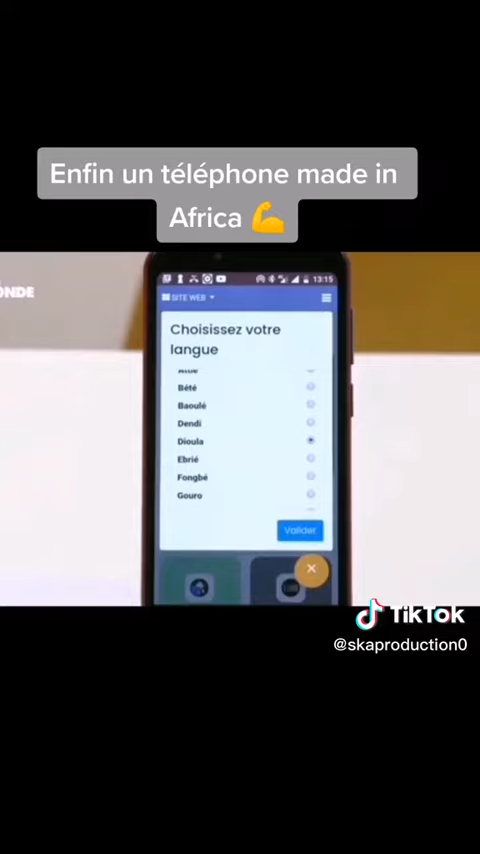 Enfin un téléphone made in
Africa 💪
ONDE
13:15
SITE WEB
Choisissez votre
langue
Attié
Bété
Baoulé
Dendi
Dioula
Ebrié
Fongbé
Gouro
Valider
TikTok
@skaproduction0